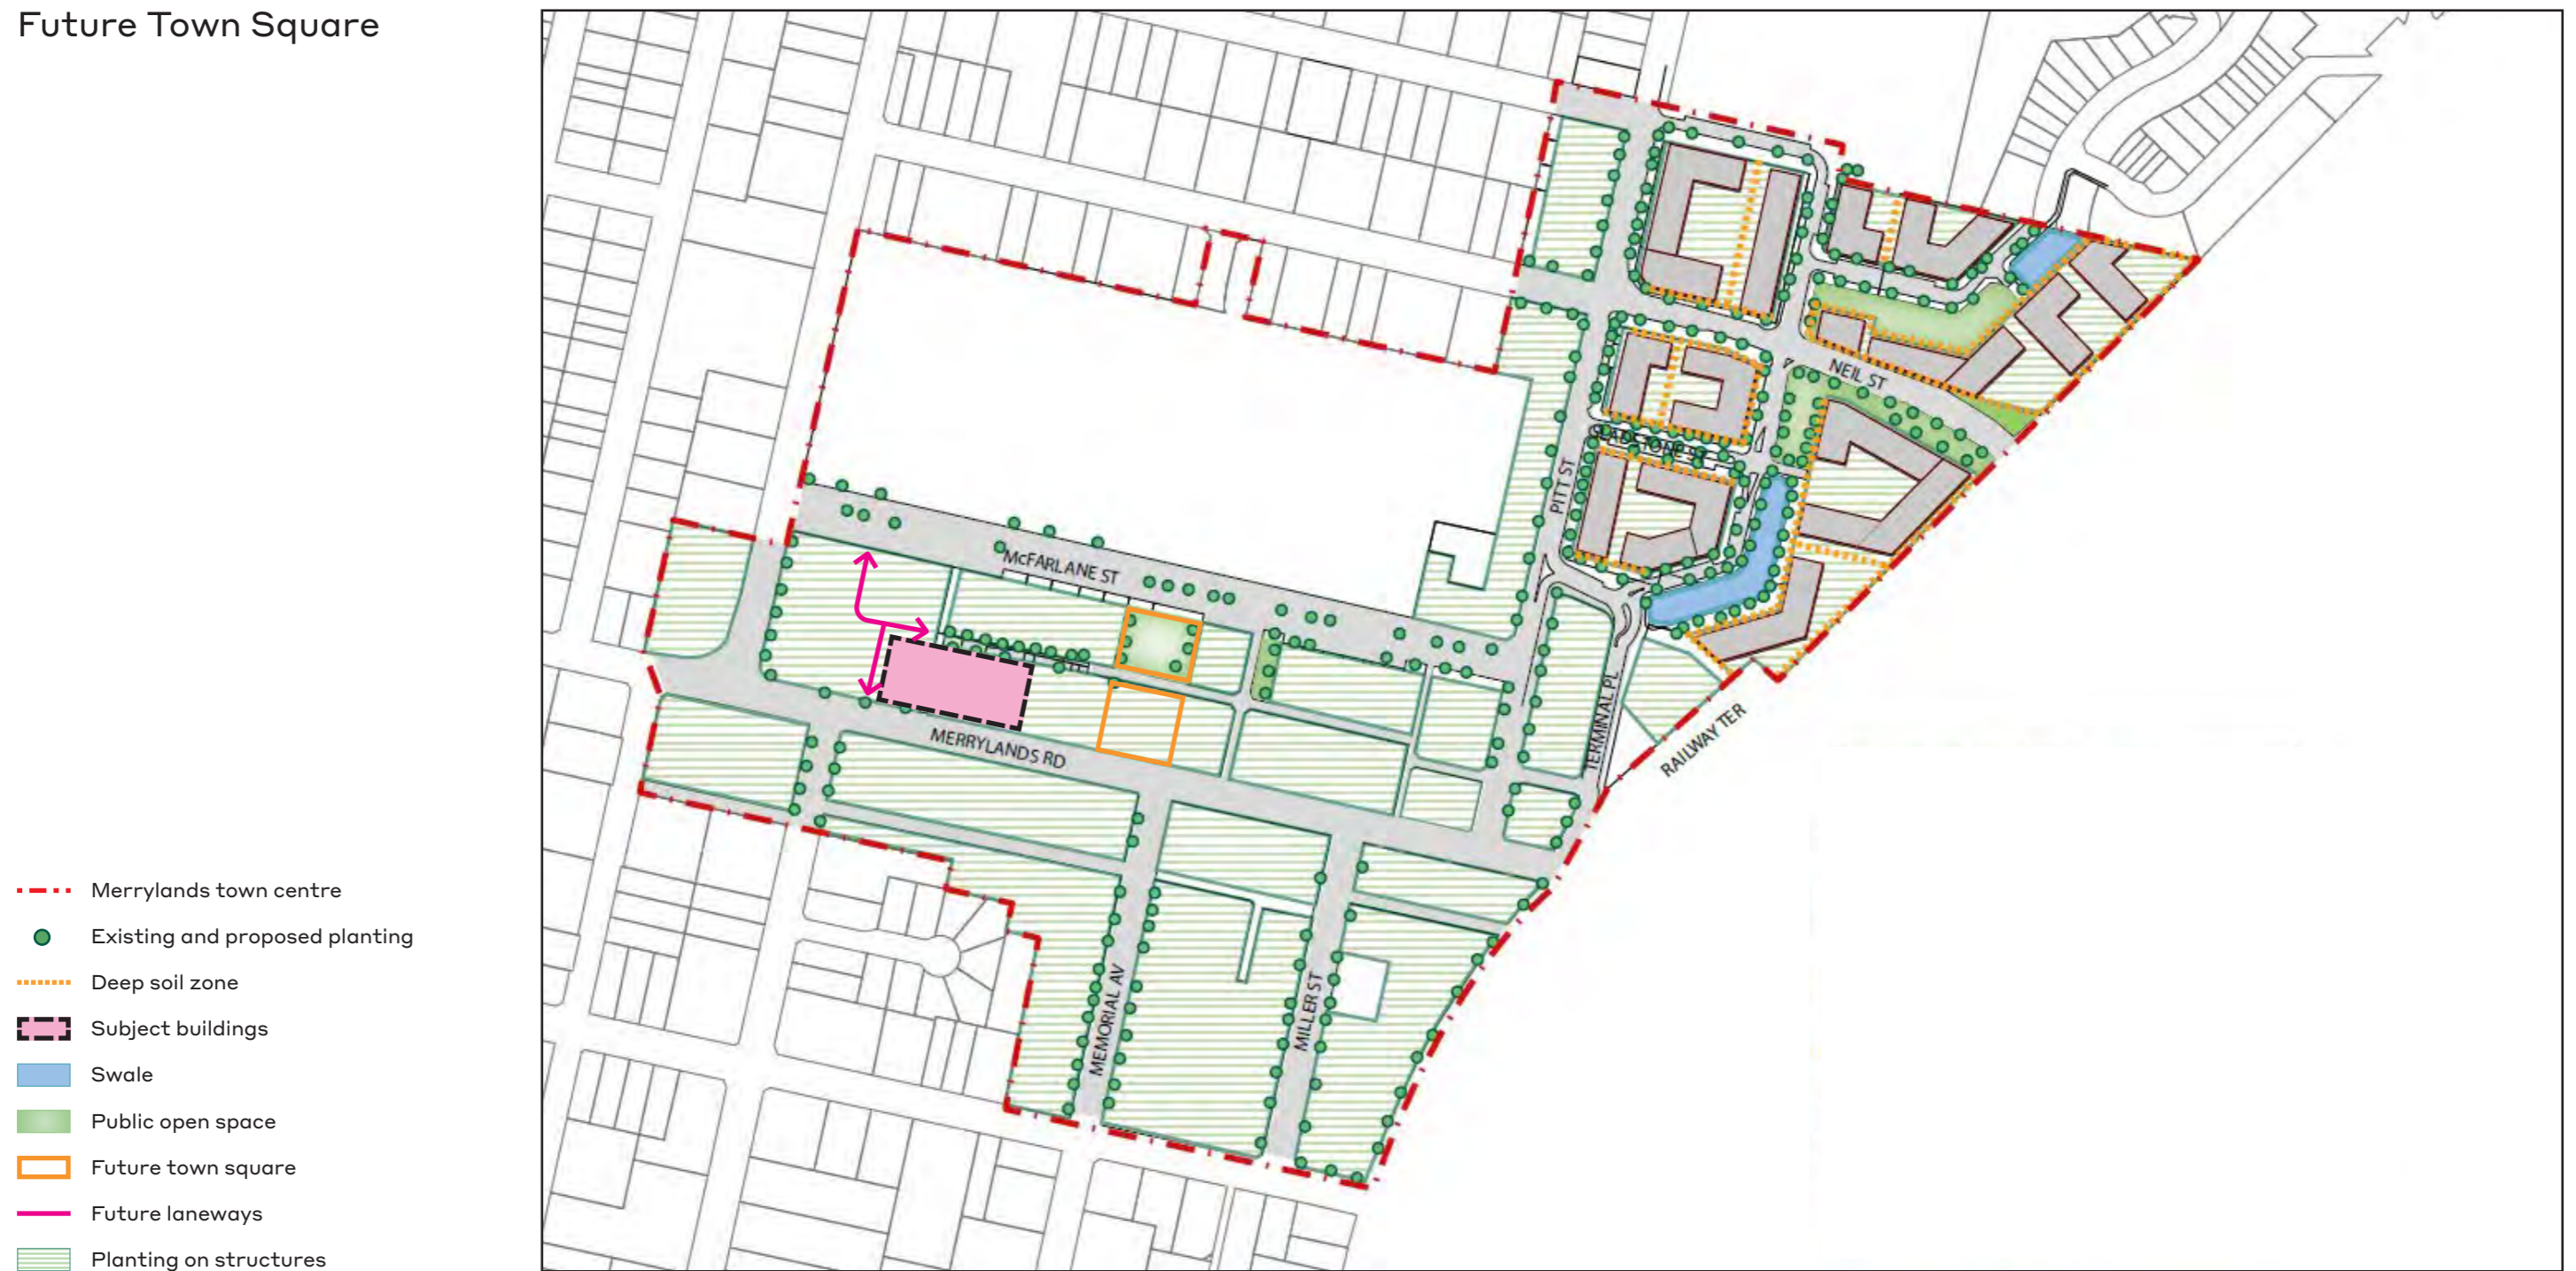 Future Town Square
NEIL ST
GLADSTONE ST
PITT ST
McFARLANE ST
TERMINAL PL
RAILWAY TER
MERRYLANDS RD
MEMORIAL AV
MILLER ST
Merrylands town centre
Existing and proposed planting
Deep soil zone
Subject buildings
Swale
Public open space
Future town square
Future laneways
Planting on structures